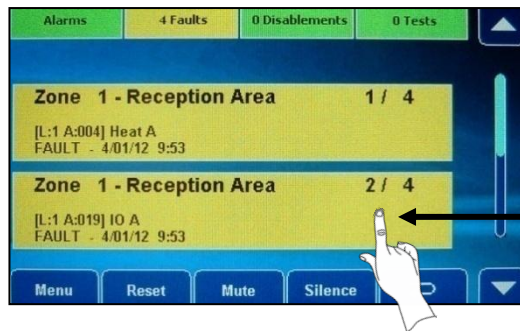 Alarms 4 Faults 0 Disablements 0 Tests
Zone 1 - Reception Area 1 / 4
[L:1 A:004] Heat A
FAULT - 4/01/12 9:53
Zone 1 - Reception Area 2 / 4
[L:1 A:019] IO A
FAULT - 4/01/12 9:53
Menu Reset Mute Silence